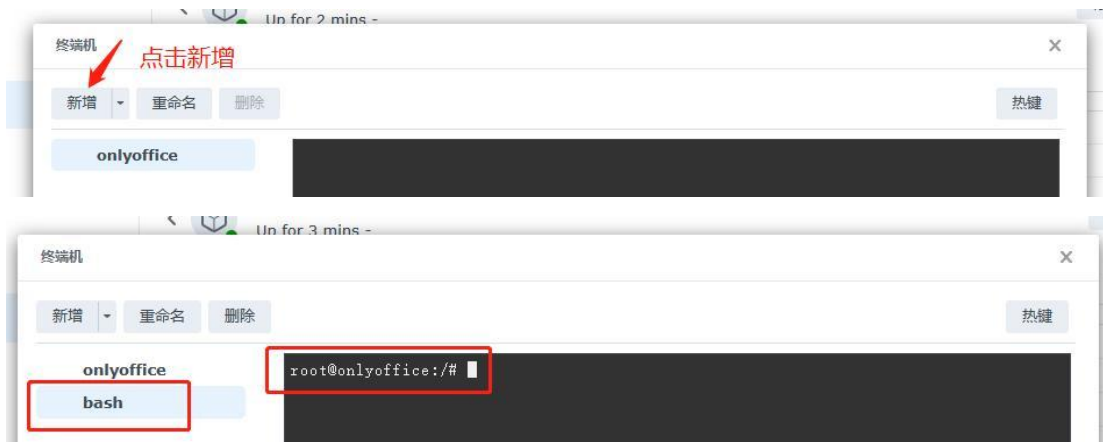 Up for 2 mins -
终端机
点击新增
新增 重命名 删除 热键
onlyoffice
Up for 3 mins -
终端机
新增 重命名 删除 热键
onlyoffice
root@onlyoffice:/#
bash